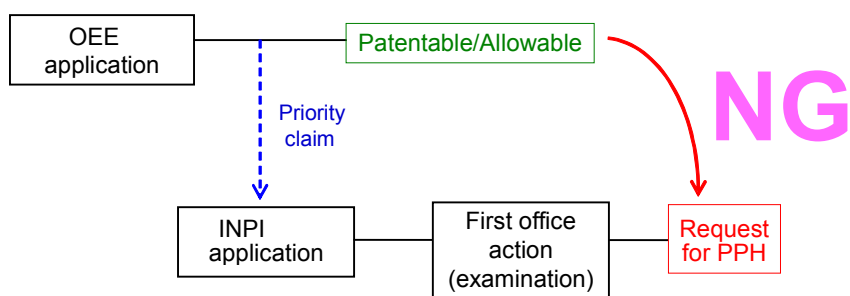 OEE
application
Patentable/Allowable
NG
Priority
claim
INPI
application
First office
action
(examination)
Request
for PPH